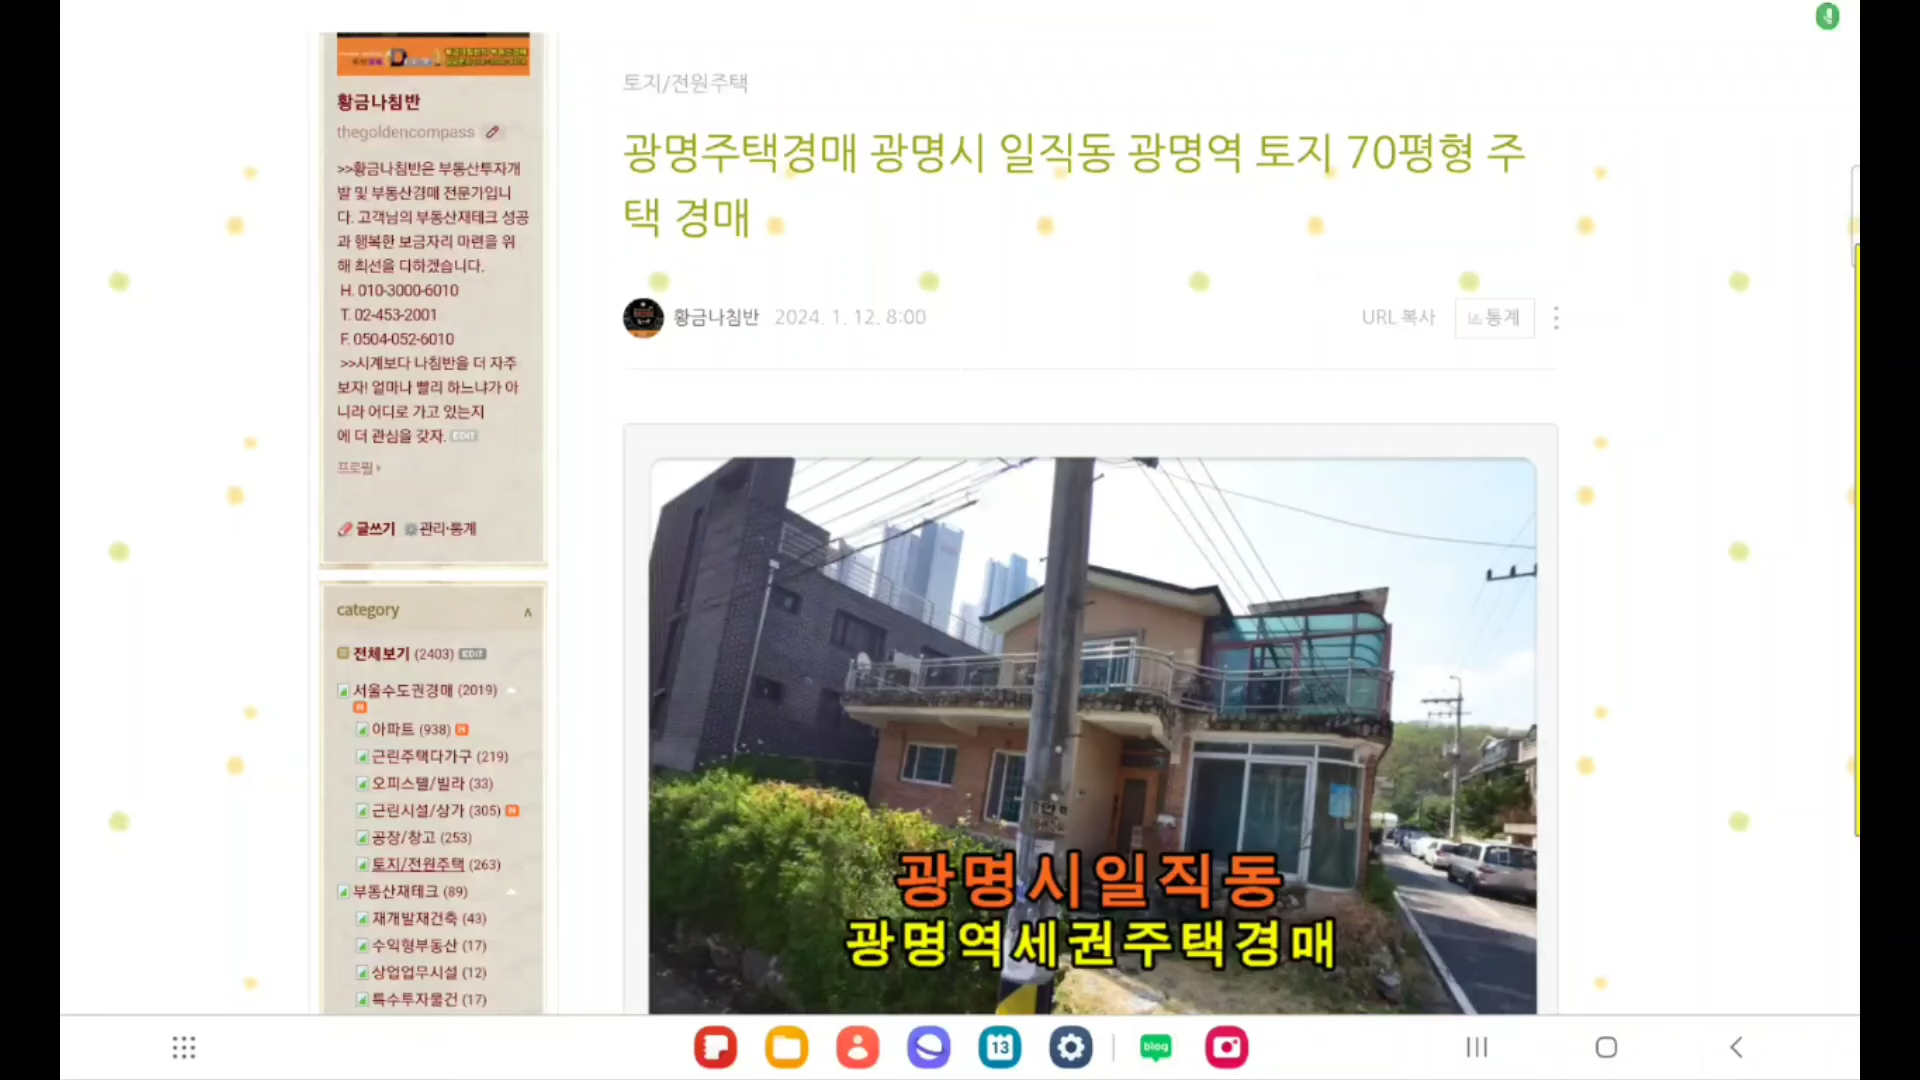 황금나침반
thegoldencompass
>>황금나침반은 부동산투자개
발 및 부동산경매 전문가입니
다. 고객님의 부동산재테크 성공
과 행복한 보금자리 마련을 위
해 최선을 다하겠습니다.
H. 010-3000-6010
T. 02-453-2001
F. 0504-052-6010
>>시계보다 나침반을 더 자주
보자! 얼마나 빨리 하느냐가 아
니라 어디로 가고 있는지
에 더 관심을 갖자. EDIT
프로필
글쓰기 관리·통계
category
전체보기 (2403) EDIT
서울수도권경매 (2019)
N
아파트 (938) N
근린주택다가구 (219)
오피스텔/빌라 (33)
근린시설/상가 (305) N
공장/창고 (253)
토지/전원주택 (263)
부동산재테크 (89)
재개발재건축 (43)
수익형부동산 (17)
상업업무시설 (12)
특수투자물건 (17)
토지/전원주택
광명주택경매 광명시 일직동 광명역 토지 70평형 주
택 경매
황금나침반 2024. 1. 12. 8:00
URL 복사 통계
광명시일직동
광명역세권주택경매
13
blog